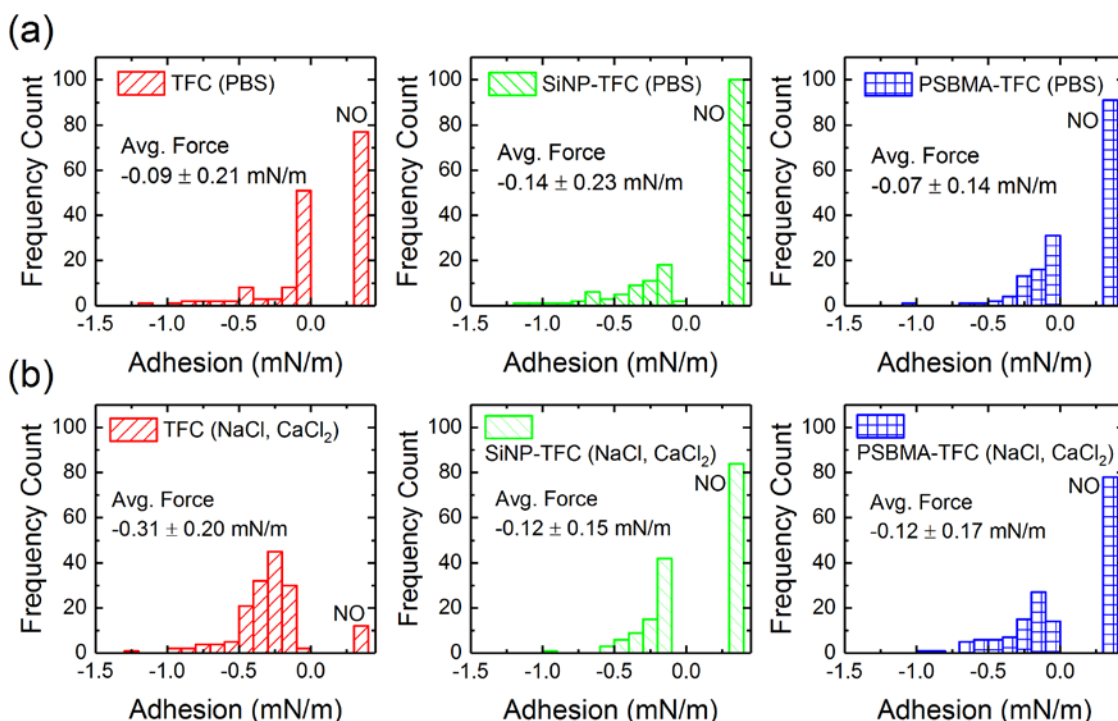 (a)
TFC (PBS)
NO
Avg. Force
-0.09 ± 0.21 mN/m
Frequency Count
100
80
60
40
20
0
-1.5
-1.0
-0.5
0.0
Adhesion (mN/m)
SiNP-TFC (PBS)
NO
Avg. Force
-0.14 ± 0.23 mN/m
Frequency Count
100
80
60
40
20
0
-1.5
-1.0
-0.5
0.0
Adhesion (mN/m)
PSBMA-TFC (PBS)
NO
Avg. Force
-0.07 ± 0.14 mN/m
Frequency Count
100
80
60
40
20
0
-1.5
-1.0
-0.5
0.0
Adhesion (mN/m)
(b)
TFC (NaCl, CaCl₂)
Avg. Force
-0.31 ± 0.20 mN/m
NO
Frequency Count
100
80
60
40
20
0
-1.5
-1.0
-0.5
0.0
Adhesion (mN/m)
SiNP-TFC (NaCl, CaCl₂)
NO
Avg. Force
-0.12 ± 0.15 mN/m
Frequency Count
100
80
60
40
20
0
-1.5
-1.0
-0.5
0.0
Adhesion (mN/m)
PSBMA-TFC (NaCl, CaCl₂)
NO
Avg. Force
-0.12 ± 0.17 mN/m
Frequency Count
100
80
60
40
20
0
-1.5
-1.0
-0.5
0.0
Adhesion (mN/m)